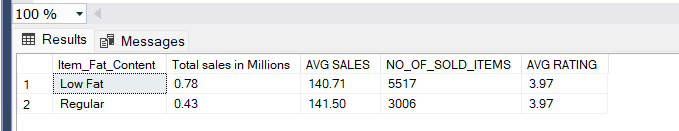 100 %
Results Messages
Item_Fat_Content Total sales in Millions AVG SALES NO_OF_SOLD_ITEMS AVG RATING
1 Low Fat 0.78 140.71 5517 3.97
2 Regular 0.43 141.50 3006 3.97